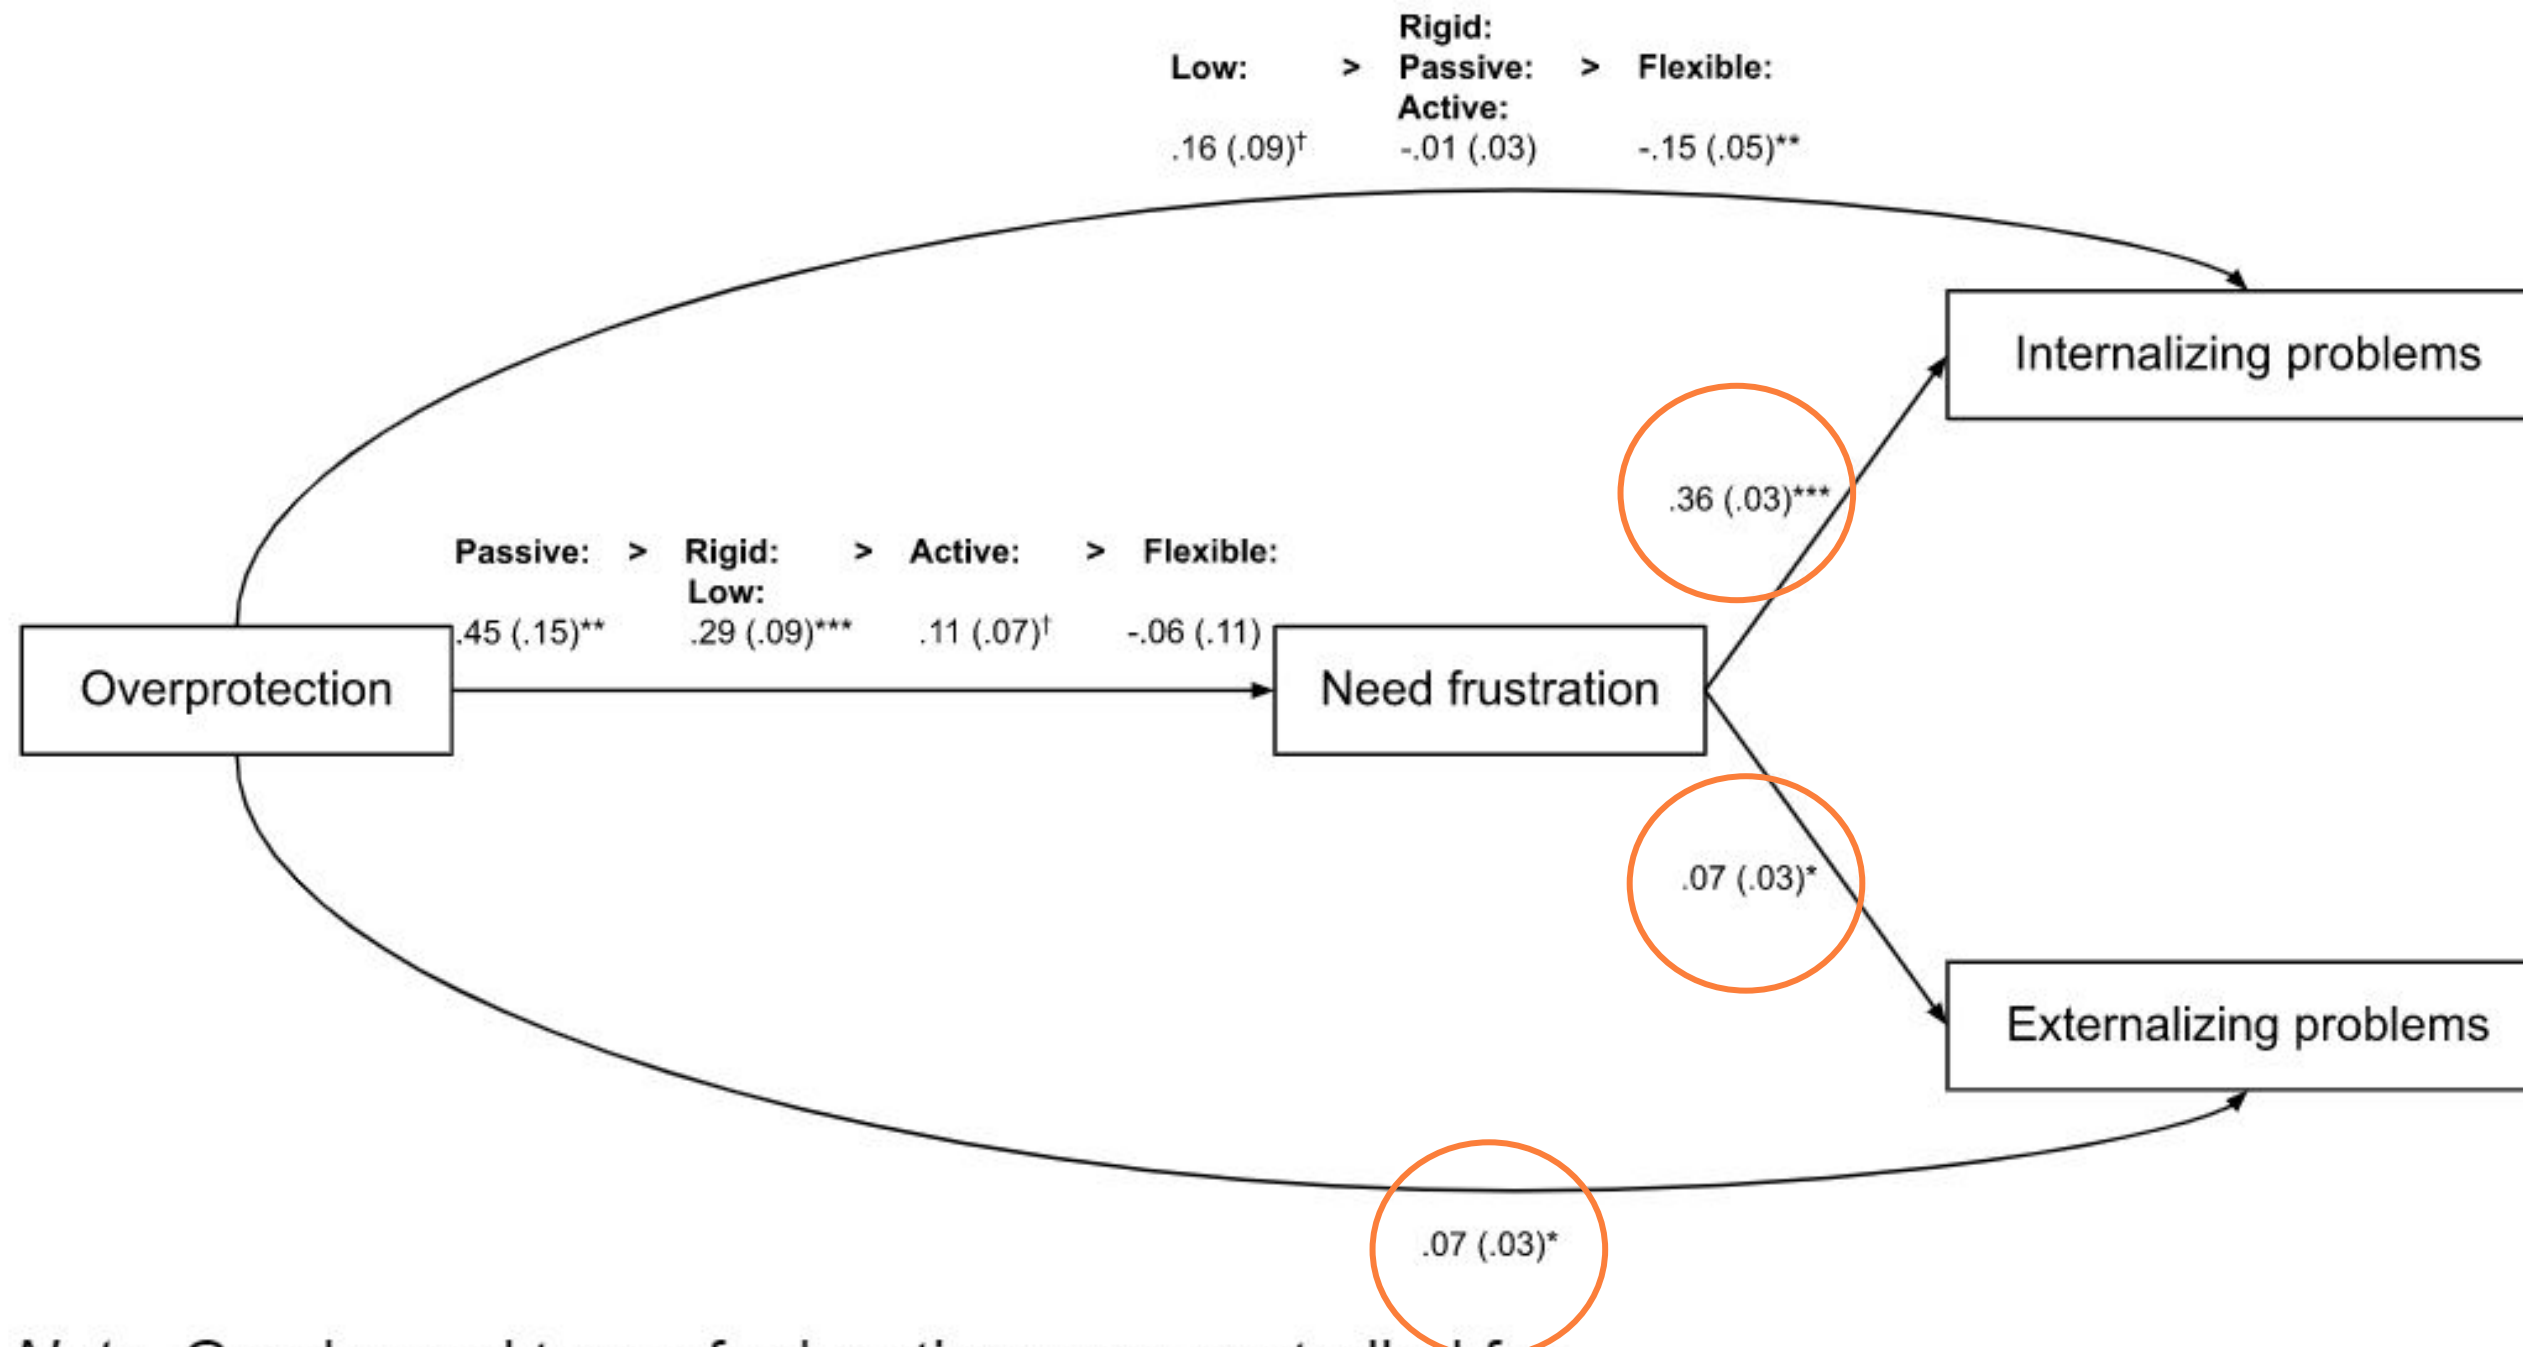 Rigid:
Low: > Passive: > Flexible:
Active:
.16 (.09)† -.01 (.03) -.15 (.05)**
Internalizing problems
.36 (.03)***
Passive: > Rigid: > Active: > Flexible:
Low:
.45 (.15)** .29 (.09)*** .11 (.07)† -.06 (.11)
Overprotection
Need frustration
.07 (.03)*
Externalizing problems
.07 (.03)*